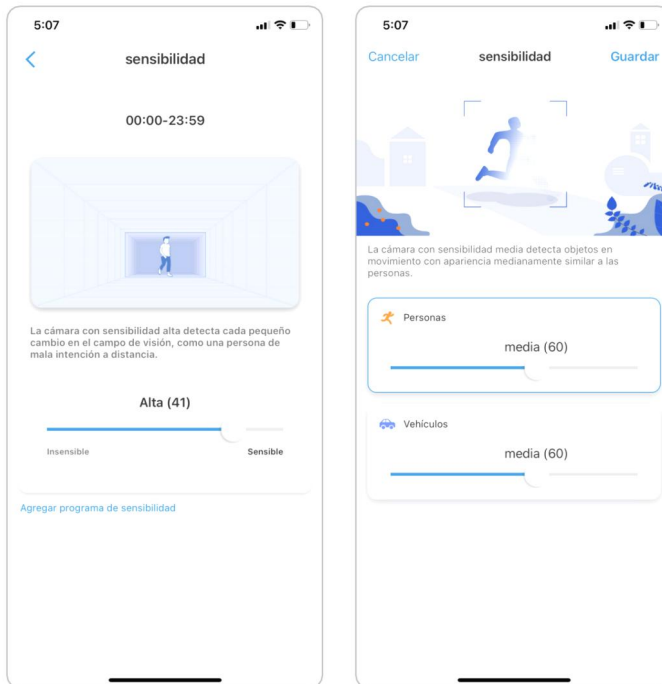 5:07
sensibilidad
00:00-23:59
La cámara con sensibilidad alta detecta cada pequeño
cambio en el campo de visión, como una persona de
mala intención a distancia.
Alta (41)
Insensible
Sensible
Agregar programa de sensibilidad
5:07
Cancelar
sensibilidad
Guardar
La cámara con sensibilidad media detecta objetos en
movimiento con apariencia medianamente similar a las
personas.
Personas
media (60)
Vehículos
media (60)